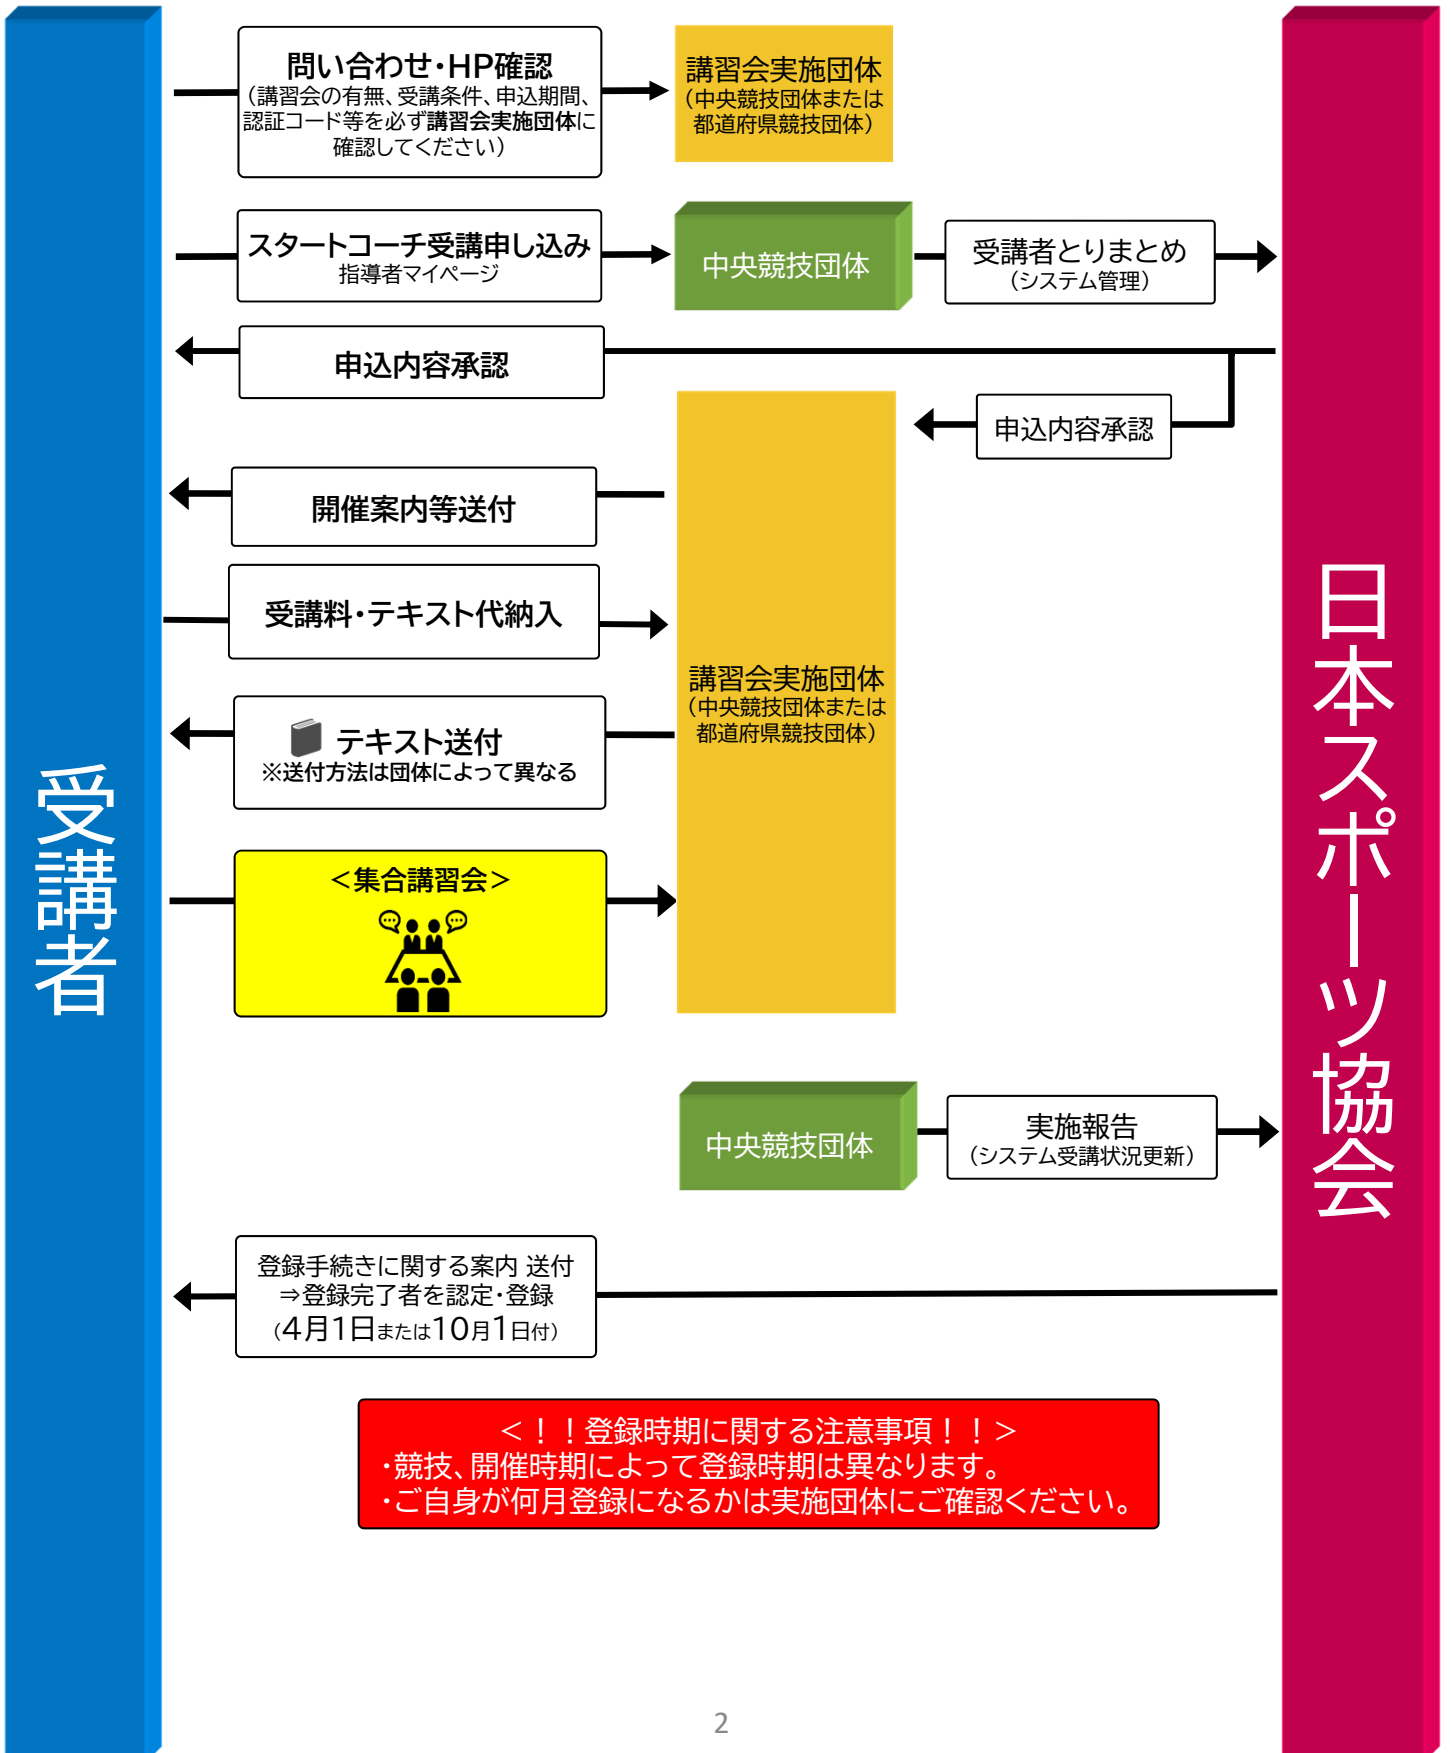 問い合わせ・HP確認
（講習会の有無、受講条件、申込期間、
認証コード等を必ず講習会実施団体に
確認してください）
講習会実施団体
（中央競技団体または
都道府県競技団体）
スタートコーチ受講申し込み
指導者マイページ
中央競技団体
受講者とりまとめ
（システム管理）
申込内容承認
申込内容承認
開催案内等送付
受講料・テキスト代納入
講習会実施団体
（中央競技団体または
都道府県競技団体）
テキスト送付
※送付方法は団体によって異なる
＜集合講習会＞
受講者
日本スポーツ協会
中央競技団体
実施報告
（システム受講状況更新）
登録手続きに関する案内 送付
⇒登録完了者を認定・登録
（4月1日または10月1日付）
＜！！登録時期に関する注意事項！！＞
・競技、開催時期によって登録時期は異なります。
・ご自身が何月登録になるかは実施団体にご確認ください。
2